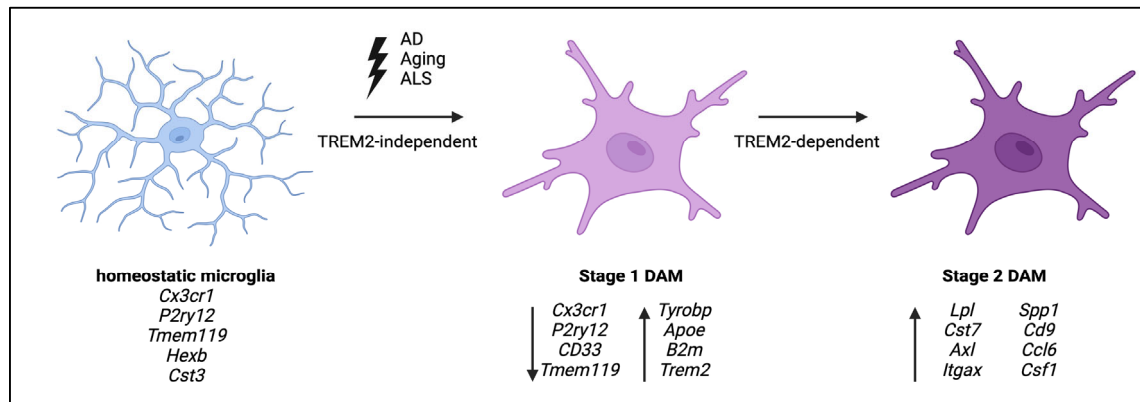 AD
Aging
ALS
TREM2-independent
TREM2-dependent
homeostatic microglia
Cx3cr1
P2ry12
Tmem119
Hexb
Cst3
Stage 1 DAM
Cx3cr1
P2ry12
CD33
Tmem119
Tyrobp
Apoe
B2m
Trem2
Stage 2 DAM
Lpl
Cst7
Axl
Itgax
Spp1
Cd9
Ccl6
Csf1